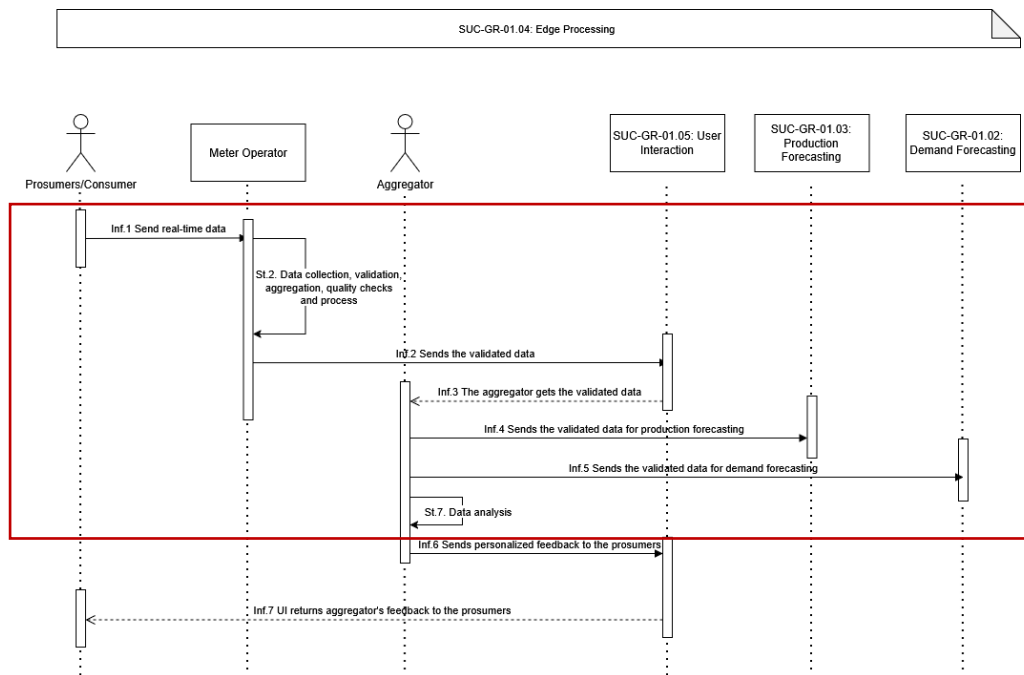 SUC-GR-01.04: Edge Processing
Prosumers/Consumer
Meter Operator
Aggregator
SUC-GR-01.05: User
Interaction
SUC-GR-01.03:
Production
Forecasting
SUC-GR-01.02:
Demand Forecasting
Inf.1 Send real-time data
St.2. Data collection, validation,
aggregation, quality checks
and process
Inf.2 Sends the validated data
Inf.3 The aggregator gets the validated data
Inf.4 Sends the validated data for production forecasting
Inf.5 Sends the validated data for demand forecasting
St.7. Data analysis
Inf.6 Sends personalized feedback to the prosumers
Inf.7 UI returns aggregator's feedback to the prosumers